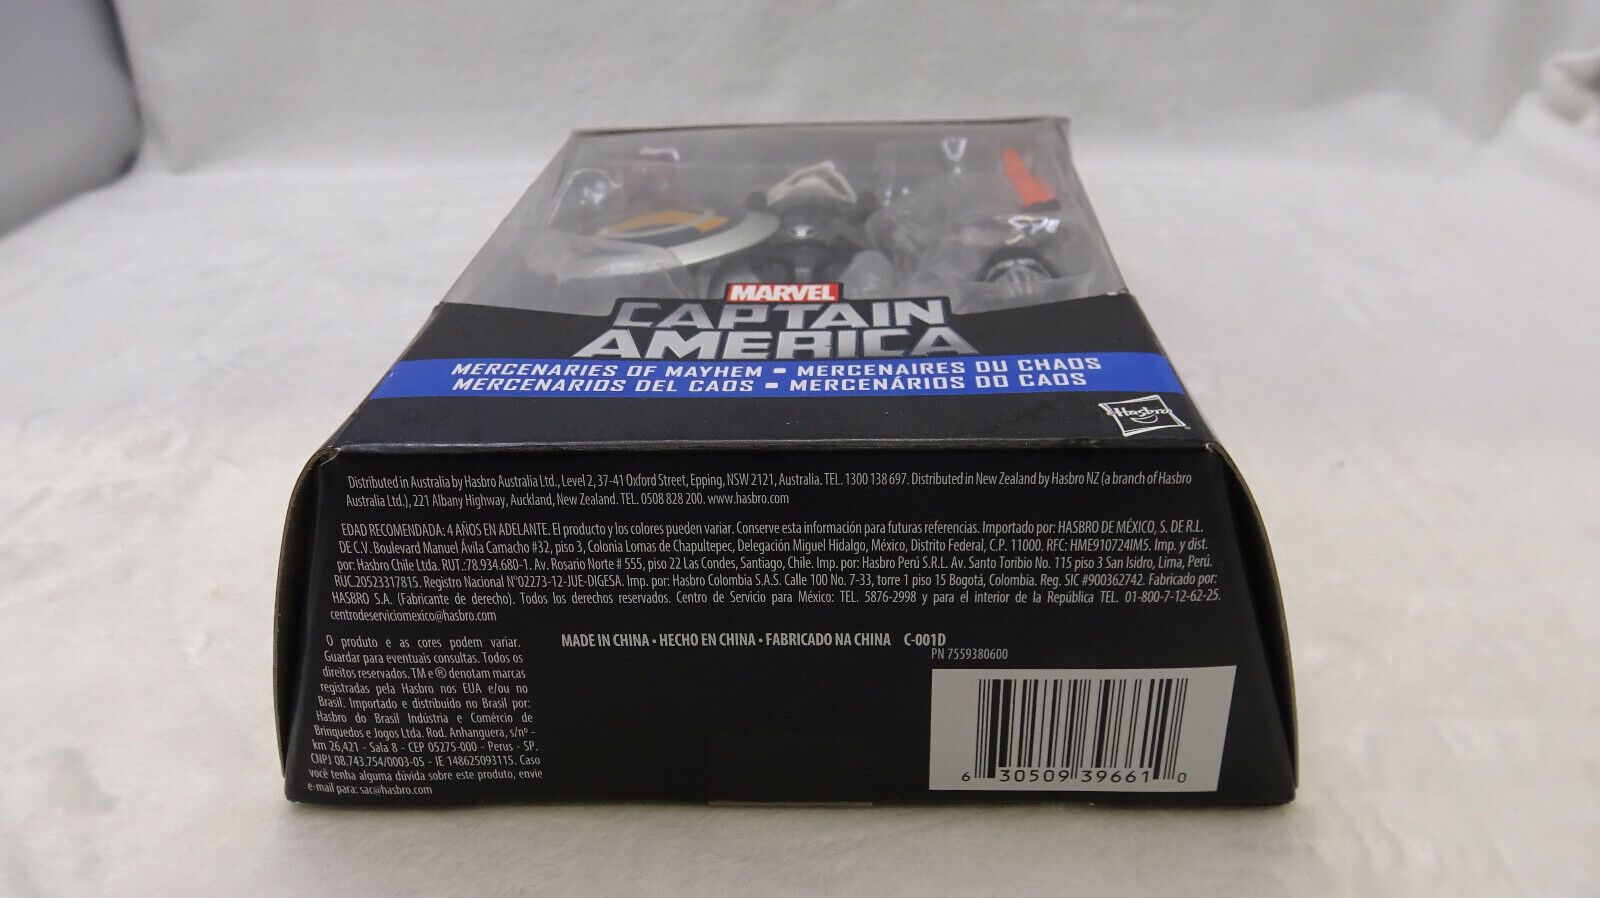 MARVEL
CAPTAIN
AMERICA
MERCENARIES OF MAYHEM - MERCENAIRES DU CHAOS
MERCENARIOS DEL CAOS - MERCENÁRIOS DO CAOS
Hasbro
Distributed in Australia by Hasbro Australia Ltd., Level 2, 37-41 Oxford Street, Epping, NSW 2121, Australia. TEL. 1300 138 697. Distributed in New Zealand by Hasbro NZ (a branch of Hasbro
Australia Ltd.), 221 Albany Highway, Auckland, New Zealand. TEL. 0508 828 200. www.hasbro.com
EDAD RECOMENDADA: 4 AÑOS EN ADELANTE. El producto y los colores pueden variar. Conserve esta información para futuras referencias. Importado por: HASBRO DE MÉXICO, S. DE R.L.
DE C.V. Boulevard Manuel Ávila Camacho #32, piso 3, Colonia Lomas de Chapultepec, Delegación Miguel Hidalgo, México, Distrito Federal, C.P. 11000. RFC: HME910724IM5. Imp. y dist.
por: Hasbro Chile Ltda. RUT.:78.934.680-1. Av. Rosario Norte # 555, piso 22 Las Condes, Santiago, Chile. Imp. por: Hasbro Perú S.R.L. Av. Santo Toribio No. 115 piso 3 San Isidro, Lima, Perú.
RUC.20523317815. Registro Nacional N°02273-12-JUE-DIGESA. Imp. por: Hasbro Colombia S.A.S. Calle 100 No. 7-33, torre 1 piso 15 Bogotá, Colombia. Reg. SIC #900362742. Fabricado por:
HASBRO S.A. (Fabricante de derecho). Todos los derechos reservados. Centro de Servicio para México: TEL. 5876-2998 y para el interior de la República TEL. 01-800-7-12-62-25.
centrodeserviciomexico@hasbro.com
O produto e as cores podem variar.
Guardar para eventuais consultas. Todos os
direitos reservados. TM e ® denotam marcas
registradas pela Hasbro nos EUA e/ou no
Brasil. Importado e distribuído no Brasil por:
Hasbro do Brasil Indústria e Comércio de
Brinquedos e Jogos Ltda. Rod. Anhanguera, s/nº -
km 26,421 - Sala 8 - CEP 05275-000 - Perus - SP.
CNPJ 08.743.754/0003-05 - IE 148625093115. Caso
você tenha alguma dúvida sobre este produto, envie
e-mail para: sac@hasbro.com
MADE IN CHINA • HECHO EN CHINA • FABRICADO NA CHINA C-001D
PN 7559380600
6 30509 39661 0